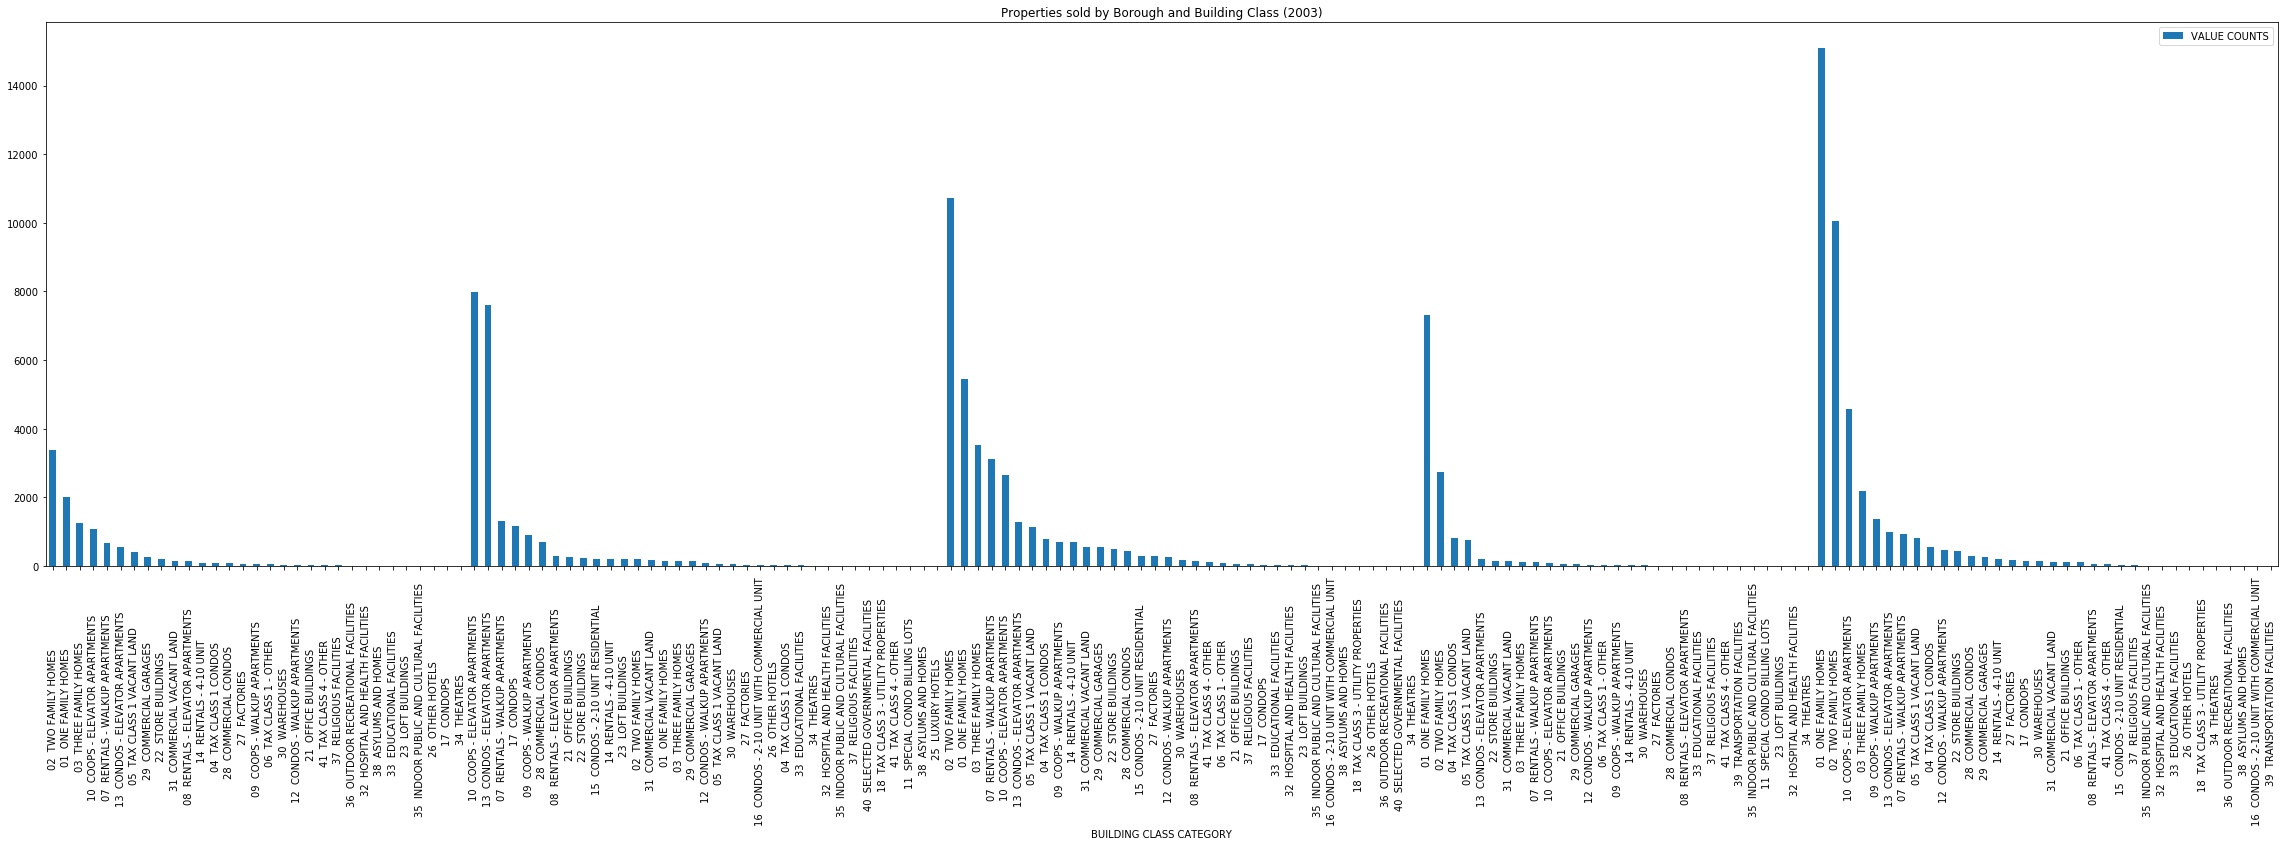 Properties sold by Borough and Building Class (2003)
VALUE COUNTS
14000
12000
10000
8000
6000
4000
2000
0
02 TWO FAMILY HOMES
01 ONE FAMILY HOMES
03 THREE FAMILY HOMES
10 COOPS - ELEVATOR APARTMENTS
07 RENTALS - WALKUP APARTMENTS
13 CONDOS - ELEVATOR APARTMENTS
05 TAX CLASS 1 VACANT LAND
29 COMMERCIAL GARAGES
22 STORE BUILDINGS
31 COMMERCIAL VACANT LAND
08 RENTALS - ELEVATOR APARTMENTS
14 RENTALS - 4-10 UNIT
04 TAX CLASS 1 CONDOS
28 COMMERCIAL CONDOS
27 FACTORIES
09 COOPS - WALKUP APARTMENTS
06 TAX CLASS 1 - OTHER
30 WAREHOUSES
12 CONDOS - WALKUP APARTMENTS
21 OFFICE BUILDINGS
41 TAX CLASS 4 - OTHER
37 RELIGIOUS FACILITIES
36 OUTDOOR RECREATIONAL FACILITIES
32 HOSPITAL AND HEALTH FACILITIES
38 ASYLUMS AND HOMES
33 EDUCATIONAL FACILITIES
23 LOFT BUILDINGS
35 INDOOR PUBLIC AND CULTURAL FACILITIES
26 OTHER HOTELS
17 CONDOPS
34 THEATRES
10 COOPS - ELEVATOR APARTMENTS
13 CONDOS - ELEVATOR APARTMENTS
07 RENTALS - WALKUP APARTMENTS
17 CONDOPS
09 COOPS - WALKUP APARTMENTS
28 COMMERCIAL CONDOS
08 RENTALS - ELEVATOR APARTMENTS
21 OFFICE BUILDINGS
22 STORE BUILDINGS
15 CONDOS - 2-10 UNIT RESIDENTIAL
14 RENTALS - 4-10 UNIT
23 LOFT BUILDINGS
02 TWO FAMILY HOMES
31 COMMERCIAL VACANT LAND
01 ONE FAMILY HOMES
03 THREE FAMILY HOMES
29 COMMERCIAL GARAGES
12 CONDOS - WALKUP APARTMENTS
05 TAX CLASS 1 VACANT LAND
30 WAREHOUSES
27 FACTORIES
16 CONDOS - 2-10 UNIT WITH COMMERCIAL UNIT
26 OTHER HOTELS
04 TAX CLASS 1 CONDOS
33 EDUCATIONAL FACILITIES
34 THEATRES
32 HOSPITAL AND HEALTH FACILITIES
35 INDOOR PUBLIC AND CULTURAL FACILITIES
37 RELIGIOUS FACILITIES
40 SELECTED GOVERNMENTAL FACILITIES
18 TAX CLASS 3 - UTILITY PROPERTIES
41 TAX CLASS 4 - OTHER
11 SPECIAL CONDO BILLING LOTS
38 ASYLUMS AND HOMES
25 LUXURY HOTELS
02 TWO FAMILY HOMES
01 ONE FAMILY HOMES
03 THREE FAMILY HOMES
07 RENTALS - WALKUP APARTMENTS
10 COOPS - ELEVATOR APARTMENTS
13 CONDOS - ELEVATOR APARTMENTS
05 TAX CLASS 1 VACANT LAND
04 TAX CLASS 1 CONDOS
09 COOPS - WALKUP APARTMENTS
14 RENTALS - 4-10 UNIT
31 COMMERCIAL VACANT LAND
29 COMMERCIAL GARAGES
22 STORE BUILDINGS
28 COMMERCIAL CONDOS
15 CONDOS - 2-10 UNIT RESIDENTIAL
27 FACTORIES
12 CONDOS - WALKUP APARTMENTS
30 WAREHOUSES
08 RENTALS - ELEVATOR APARTMENTS
41 TAX CLASS 4 - OTHER
06 TAX CLASS 1 - OTHER
21 OFFICE BUILDINGS
37 RELIGIOUS FACILITIES
17 CONDOPS
33 EDUCATIONAL FACILITIES
32 HOSPITAL AND HEALTH FACILITIES
23 LOFT BUILDINGS
35 INDOOR PUBLIC AND CULTURAL FACILITIES
16 CONDOS - 2-10 UNIT WITH COMMERCIAL UNIT
38 ASYLUMS AND HOMES
18 TAX CLASS 3 - UTILITY PROPERTIES
26 OTHER HOTELS
36 OUTDOOR RECREATIONAL FACILITIES
40 SELECTED GOVERNMENTAL FACILITIES
34 THEATRES
01 ONE FAMILY HOMES
02 TWO FAMILY HOMES
04 TAX CLASS 1 CONDOS
05 TAX CLASS 1 VACANT LAND
13 CONDOS - ELEVATOR APARTMENTS
22 STORE BUILDINGS
31 COMMERCIAL VACANT LAND
03 THREE FAMILY HOMES
07 RENTALS - WALKUP APARTMENTS
10 COOPS - ELEVATOR APARTMENTS
21 OFFICE BUILDINGS
29 COMMERCIAL GARAGES
12 CONDOS - WALKUP APARTMENTS
06 TAX CLASS 1 - OTHER
09 COOPS - WALKUP APARTMENTS
14 RENTALS - 4-10 UNIT
30 WAREHOUSES
27 FACTORIES
28 COMMERCIAL CONDOS
08 RENTALS - ELEVATOR APARTMENTS
33 EDUCATIONAL FACILITIES
37 RELIGIOUS FACILITIES
41 TAX CLASS 4 - OTHER
39 TRANSPORTATION FACILITIES
35 INDOOR PUBLIC AND CULTURAL FACILITIES
11 SPECIAL CONDO BILLING LOTS
23 LOFT BUILDINGS
32 HOSPITAL AND HEALTH FACILITIES
34 THEATRES
01 ONE FAMILY HOMES
02 TWO FAMILY HOMES
10 COOPS - ELEVATOR APARTMENTS
03 THREE FAMILY HOMES
09 COOPS - WALKUP APARTMENTS
13 CONDOS - ELEVATOR APARTMENTS
07 RENTALS - WALKUP APARTMENTS
05 TAX CLASS 1 VACANT LAND
04 TAX CLASS 1 CONDOS
12 CONDOS - WALKUP APARTMENTS
22 STORE BUILDINGS
28 COMMERCIAL CONDOS
29 COMMERCIAL GARAGES
14 RENTALS - 4-10 UNIT
27 FACTORIES
17 CONDOPS
30 WAREHOUSES
31 COMMERCIAL VACANT LAND
21 OFFICE BUILDINGS
06 TAX CLASS 1 - OTHER
08 RENTALS - ELEVATOR APARTMENTS
41 TAX CLASS 4 - OTHER
15 CONDOS - 2-10 UNIT RESIDENTIAL
37 RELIGIOUS FACILITIES
35 INDOOR PUBLIC AND CULTURAL FACILITIES
32 HOSPITAL AND HEALTH FACILITIES
33 EDUCATIONAL FACILITIES
26 OTHER HOTELS
18 TAX CLASS 3 - UTILITY PROPERTIES
34 THEATRES
36 OUTDOOR RECREATIONAL FACILITIES
38 ASYLUMS AND HOMES
16 CONDOS - 2-10 UNIT WITH COMMERCIAL UNIT
39 TRANSPORTATION FACILITIES
BUILDING CLASS CATEGORY